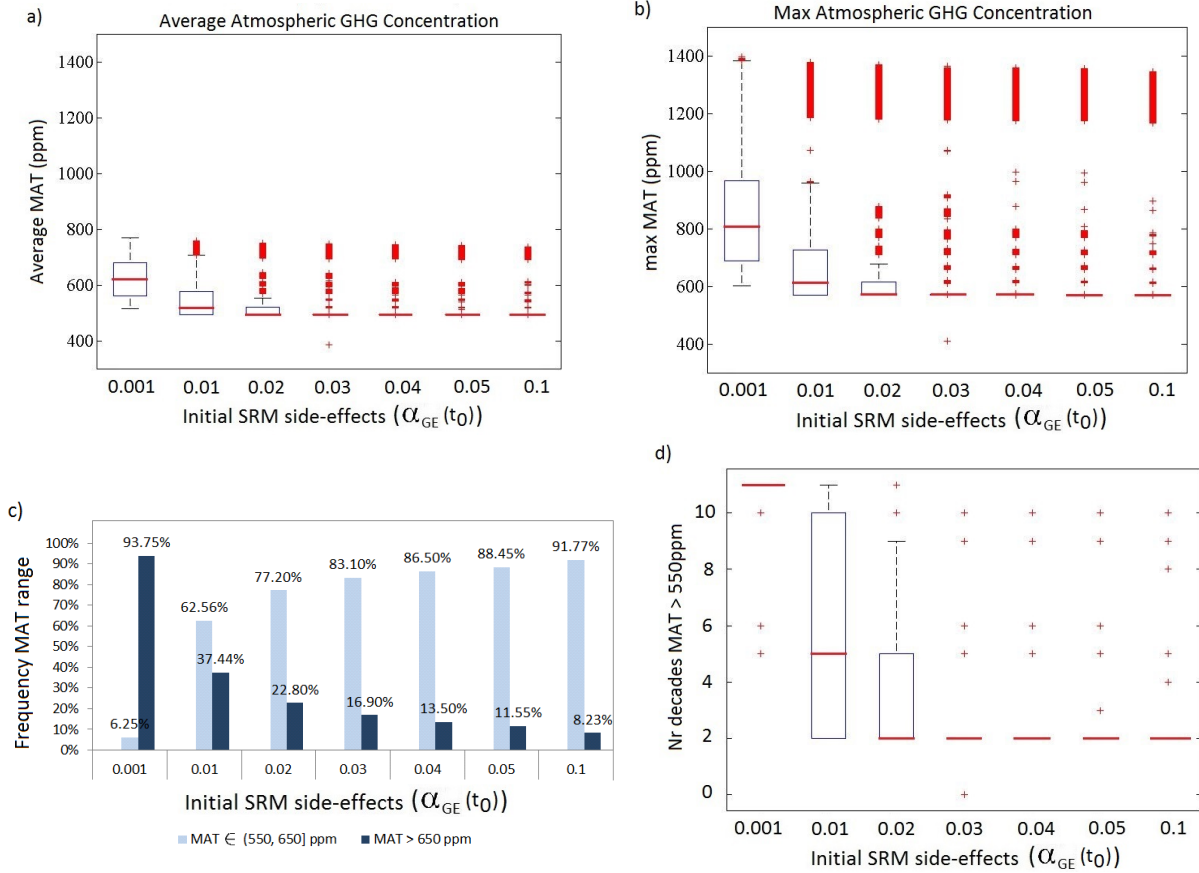 a)
Average Atmospheric GHG Concentration
1400
1200
1000
800
600
400
Average MAT (ppm)
0.001 0.01 0.02 0.03 0.04 0.05 0.1
Initial SRM side-effects (αGE (t0))
b)
Max Atmospheric GHG Concentration
1400
1200
1000
800
600
400
max MAT (ppm)
0.001 0.01 0.02 0.03 0.04 0.05 0.1
Initial SRM side-effects (αGE (t0))
c)
100%
90%
80%
70%
60%
50%
40%
30%
20%
10%
0%
Frequency MAT range
93.75%
6.25%
62.56%
37.44%
77.20%
22.80%
83.10%
16.90%
86.50%
13.50%
88.45%
11.55%
91.77%
8.23%
0.001 0.01 0.02 0.03 0.04 0.05 0.1
Initial SRM side-effects (αGE (t0))
MAT ∈ (550, 650] ppm MAT > 650 ppm
d)
10
8
6
4
2
0
Nr decades MAT > 550ppm
0.001 0.01 0.02 0.03 0.04 0.05 0.1
Initial SRM side-effects (αGE (t0))